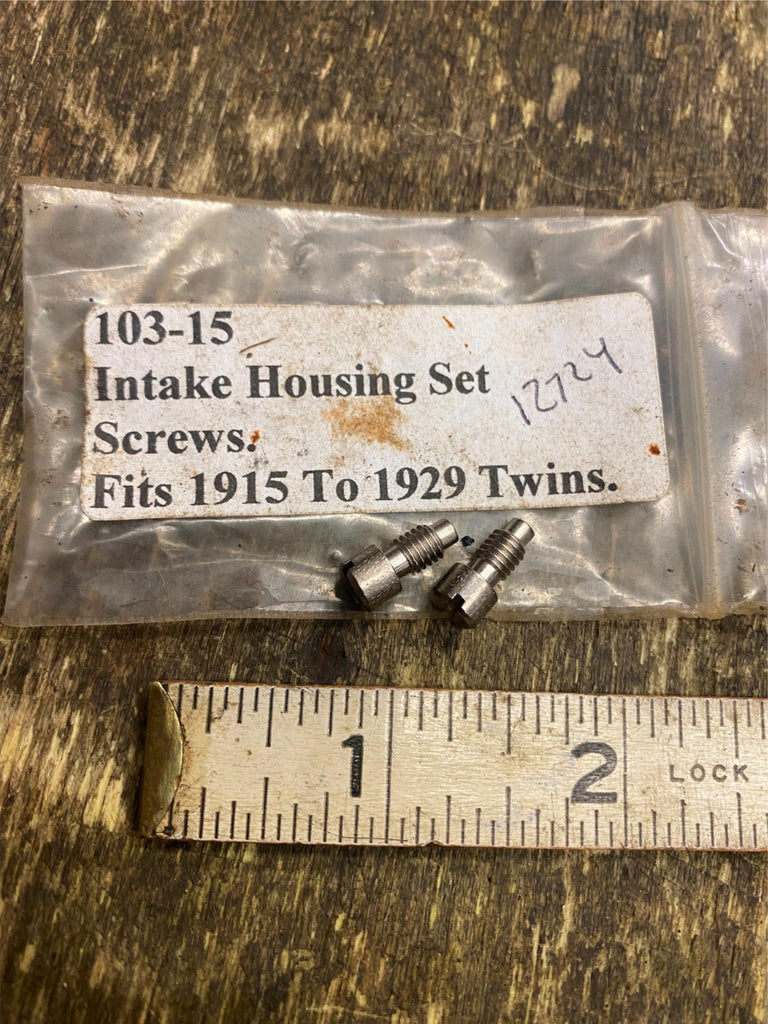 103-15
Intake Housing Set
12724
Screws.
Fits 1915 To 1929 Twins.
1
2
LOCK